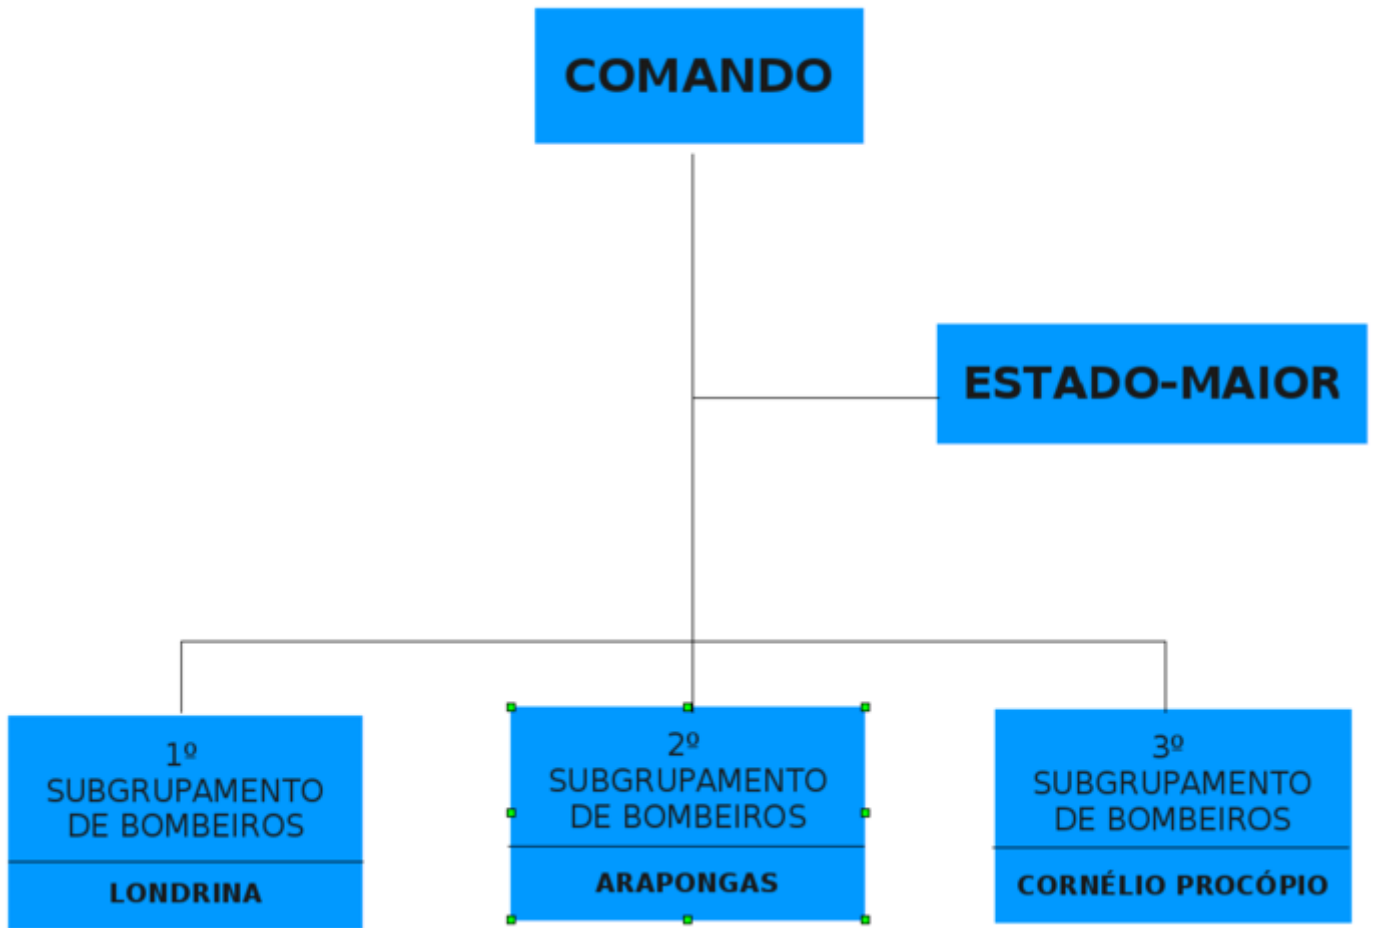 COMANDO
ESTADO-MAIOR
1º
SUBGRUPAMENTO
DE BOMBEIROS
LONDRINA
2º
SUBGRUPAMENTO
DE BOMBEIROS
ARAPONGAS
3º
SUBGRUPAMENTO
DE BOMBEIROS
CORNÉLIO PROCÓPIO